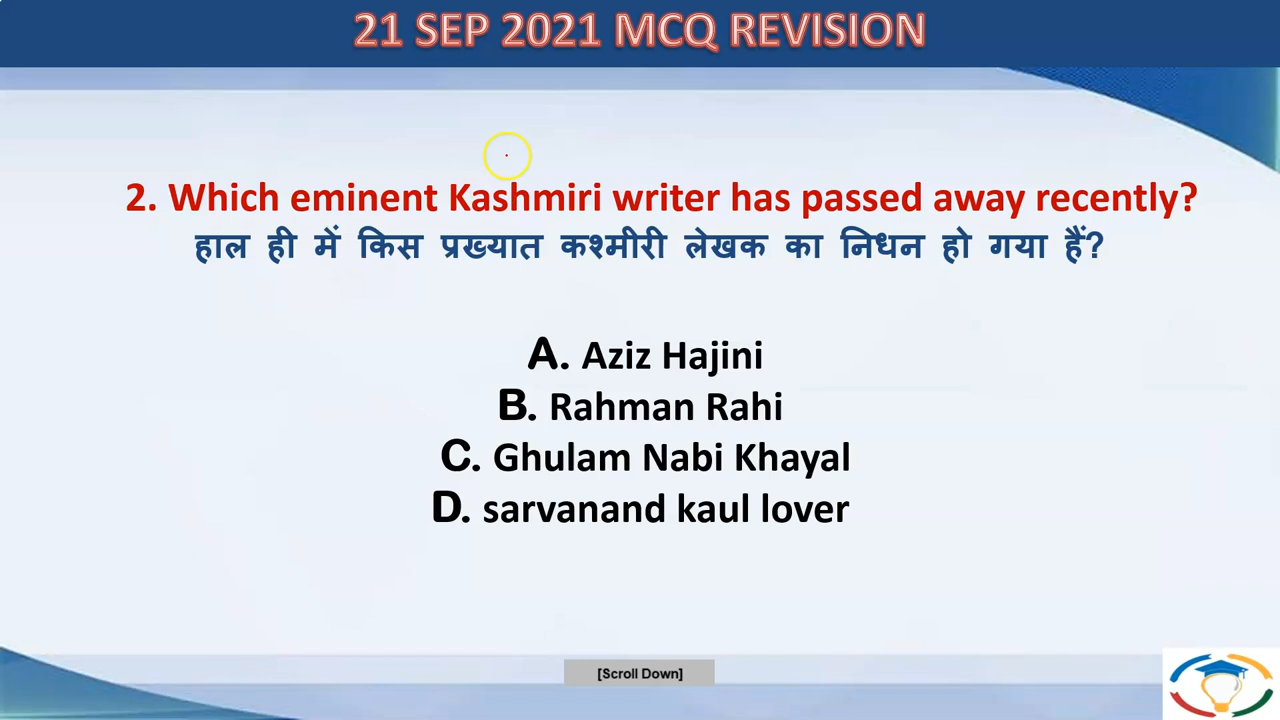 21 SEP 2021 MCQ REVISION
2. Which eminent Kashmiri writer has passed away recently?
हाल ही में किस प्रख्यात कश्मीरी लेखक का निधन हो गया हैं?
A. Aziz Hajini
B. Rahman Rahi
C. Ghulam Nabi Khayal
D. sarvanand kaul lover
[Scroll Down]